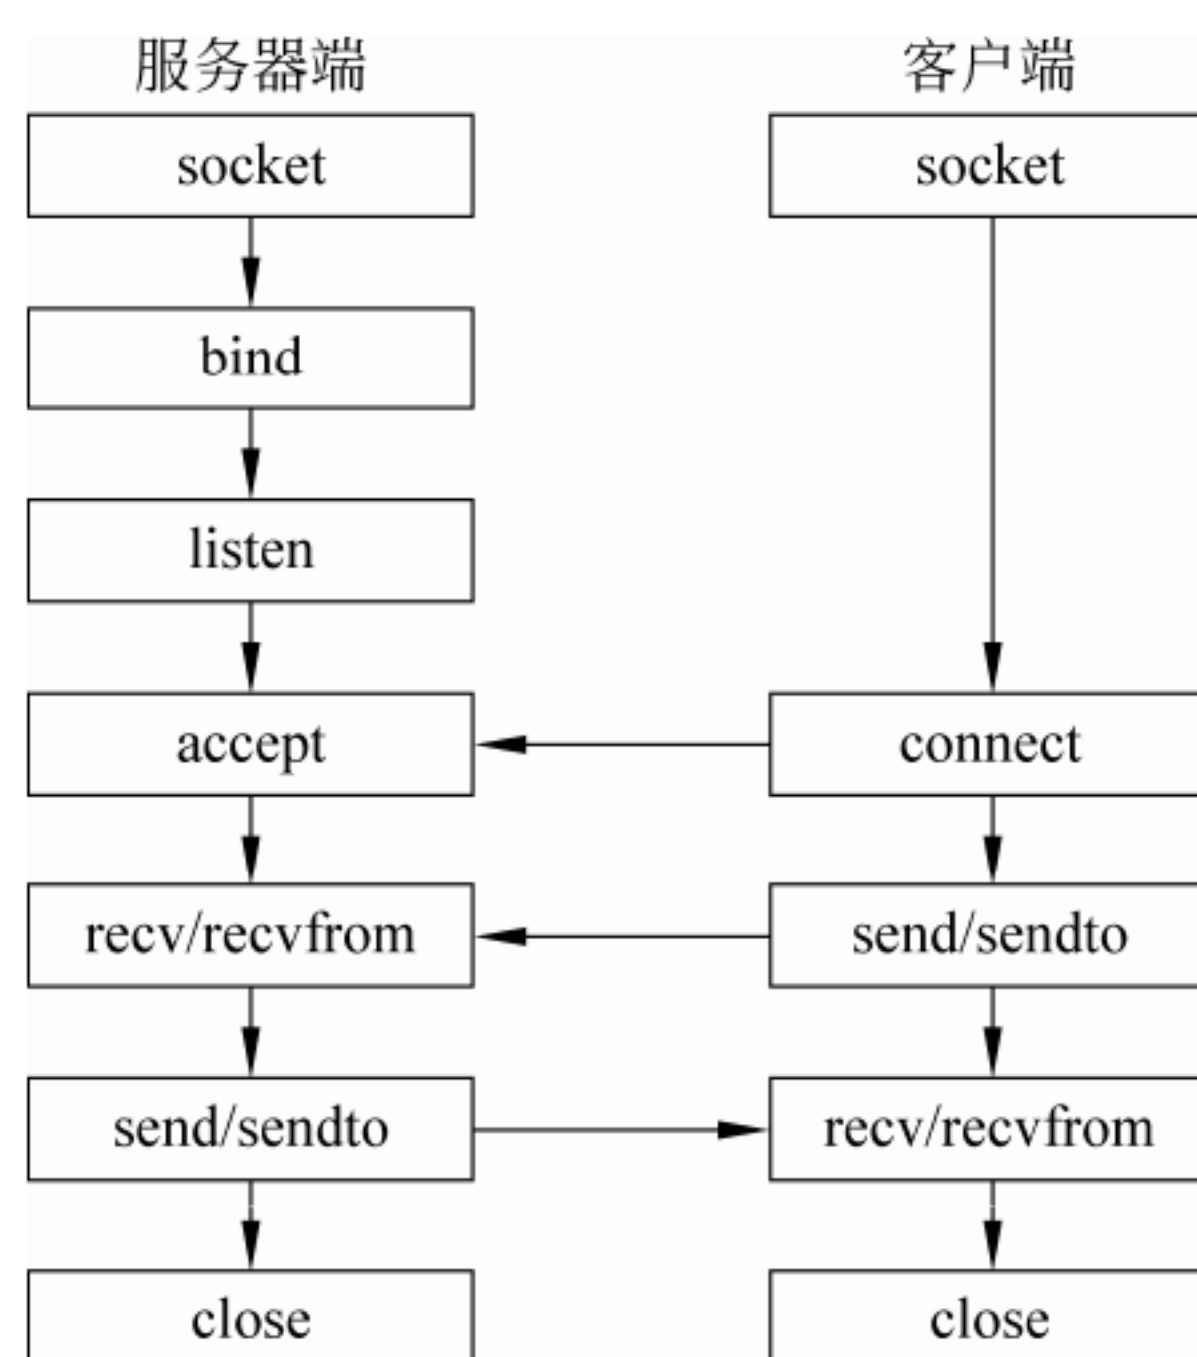 服务器端
客户端
socket
socket
bind
listen
accept
connect
recv/recvfrom
send/sendto
send/sendto
recv/recvfrom
close
close